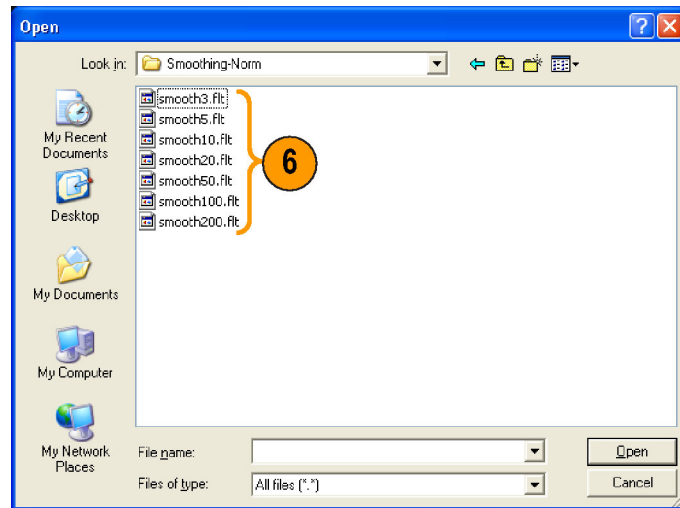 Open
Look in:
Smoothing-Norm
smooth3.flt
smooth5.flt
smooth10.flt
smooth20.flt
smooth50.flt
smooth100.flt
smooth200.flt
6
My Recent
Documents
Desktop
My Documents
My Computer
My Network
Places
File name:
Open
Files of type:
All files (*.*)
Cancel